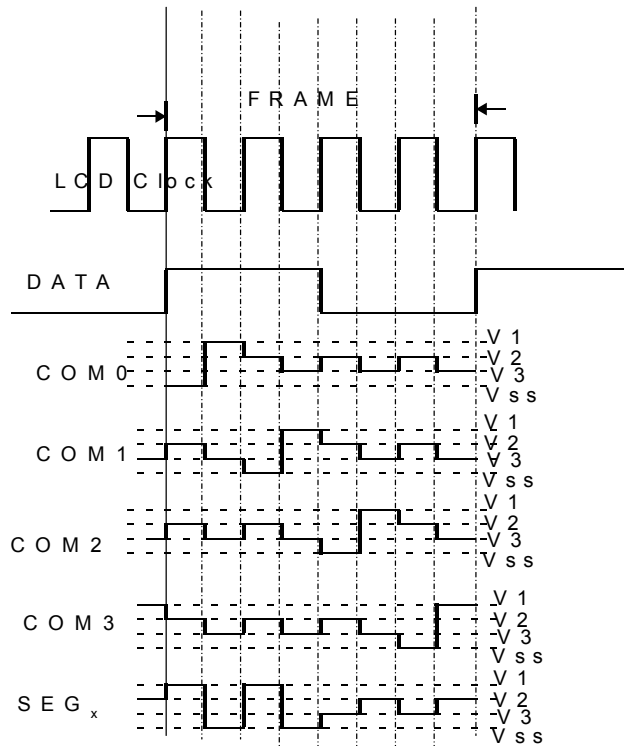 FRAME
LCD Clock
DATA
COM0
V1
V2
V3
Vss
COM1
V1
V2
V3
Vss
COM2
V1
V2
V3
Vss
COM3
V1
V2
V3
Vss
SEGx
V1
V2
V3
Vss